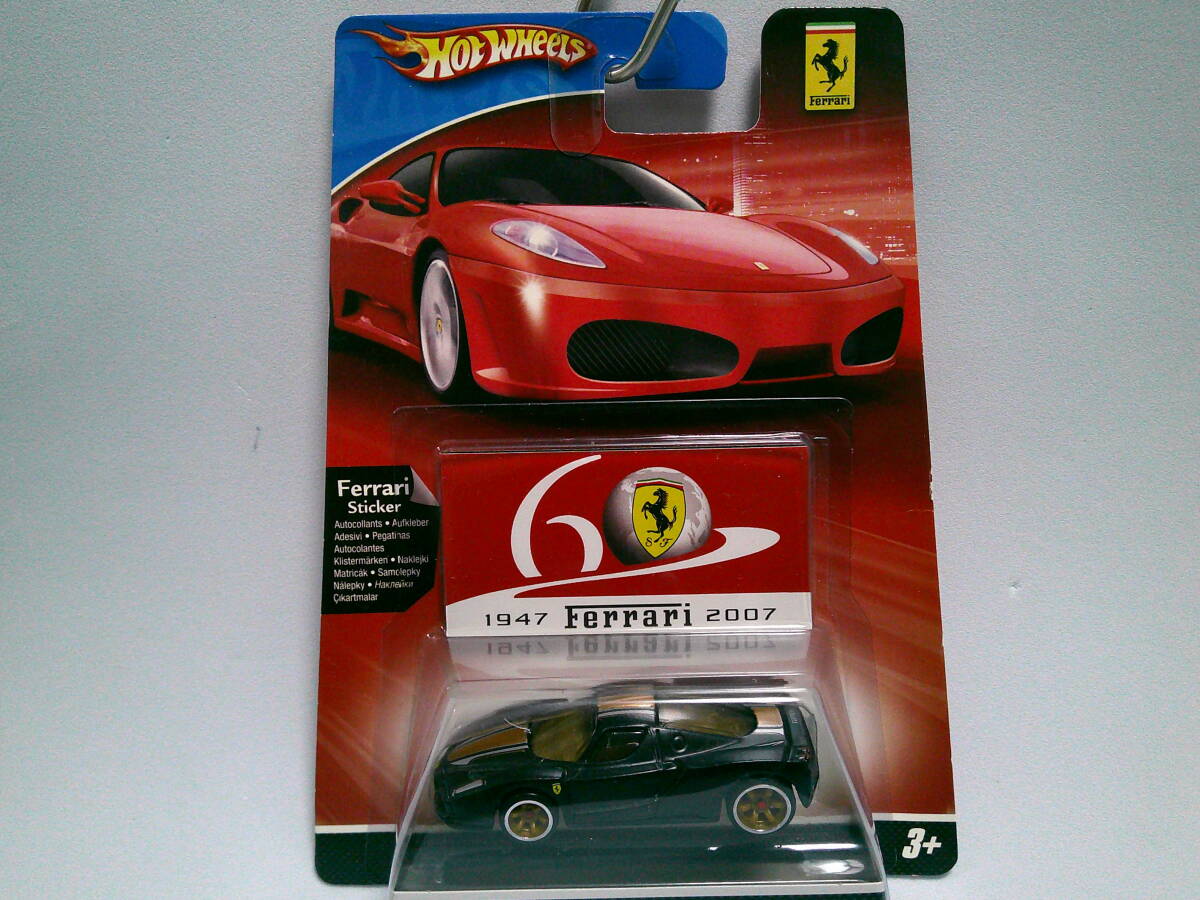 HOT WHEELS
Ferrari
Ferrari
Sticker
Autocollants • Aufkleber
Adesivi • Pegatinas
Autocolantes
Klistermärken • Naklejki
Matricák • Samolepky
Nálepky • Наклейки
Çıkartmalar
60
S F
1947 Ferrari 2007
3+